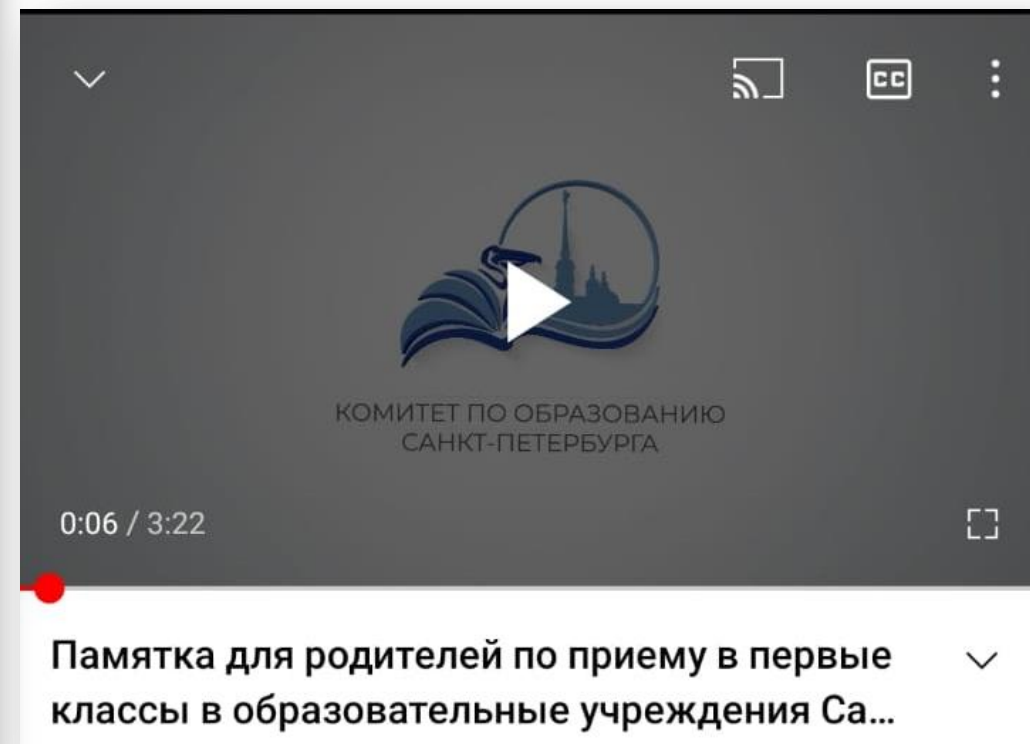 CC
КОМИТЕТ ПО ОБРАЗОВАНИЮ
САНКТ-ПЕТЕРБУРГА
0:06 / 3:22
Памятка для родителей по приему в первые
классы в образовательные учреждения Са...